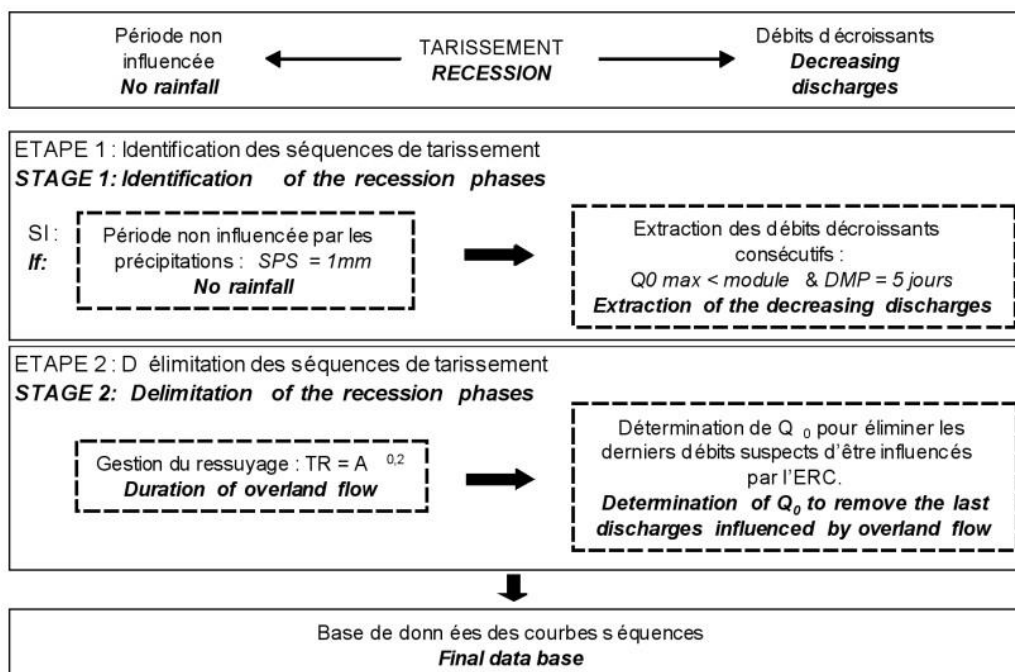 Période non
influencée
No rainfall
TARISSEMENT
RECESSION
Débits d écroissants
Decreasing
discharges
ETAPE 1 : Identification des séquences de tarissement
STAGE 1: Identification of the recession phases
SI :
If:
Période non influencée par les
précipitations : SPS = 1mm
No rainfall
Extraction des débits décroissants
consécutifs :
Q0 max < module & DMP = 5 jours
Extraction of the decreasing discharges
ETAPE 2 : D élimitation des séquences de tarissement
STAGE 2: Delimitation of the recession phases
Gestion du ressuyage : TR = A 0,2
Duration of overland flow
Détermination de Q 0 pour éliminer les
derniers débits suspects d'être influencés
par l'ERC.
Determination of Q0 to remove the last
discharges influenced by overland flow
Base de donn ées des courbes s équences
Final data base